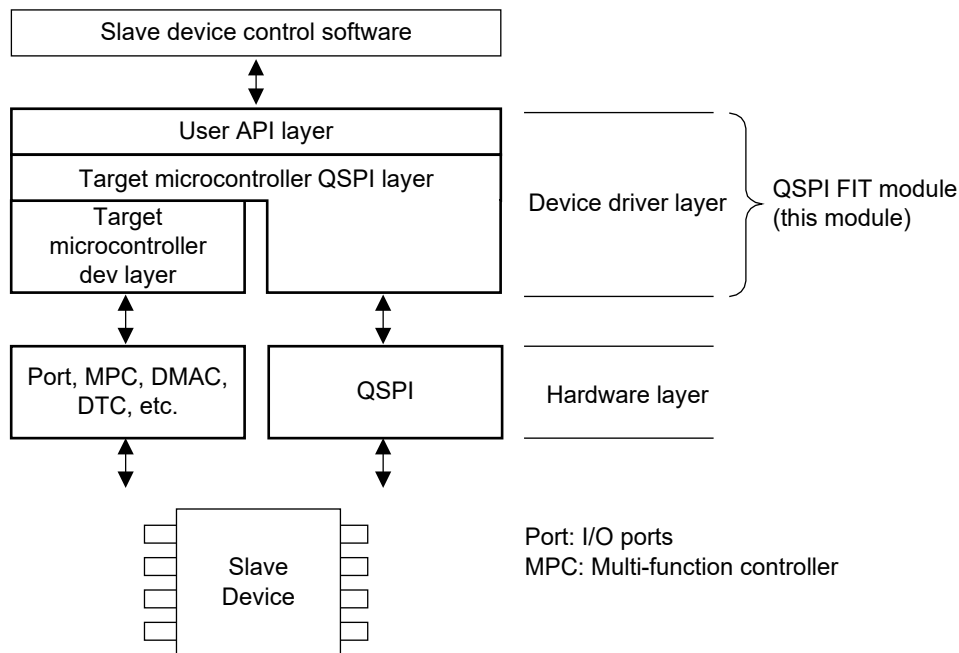 Slave device control software
User API layer
Target microcontroller QSPI layer
Target
microcontroller
dev layer
Device driver layer
QSPI FIT module
(this module)
Port, MPC, DMAC,
DTC, etc.
QSPI
Hardware layer
Slave
Device
Port: I/O ports
MPC: Multi-function controller